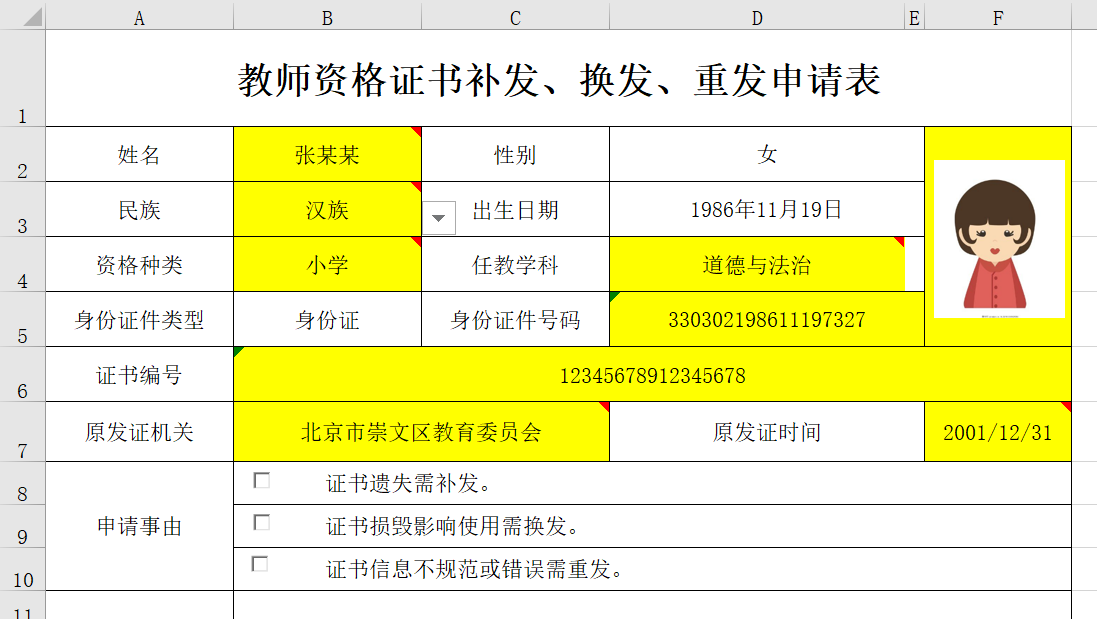 A B C D E F
1 教师资格证书补发、换发、重发申请表
2 姓名 张某某 性别 女
3 民族 汉族 出生日期 1986年11月19日
4 资格种类 小学 任教学科 道德与法治
5 身份证件类型 身份证 身份证件号码 330302198611197327
6 证书编号 12345678912345678
7 原发证机关 北京市崇文区教育委员会 原发证时间 2001/12/31
8 证书遗失需补发。
9 申请事由 证书损毁影响使用需换发。
10 证书信息不规范或错误需重发。
11